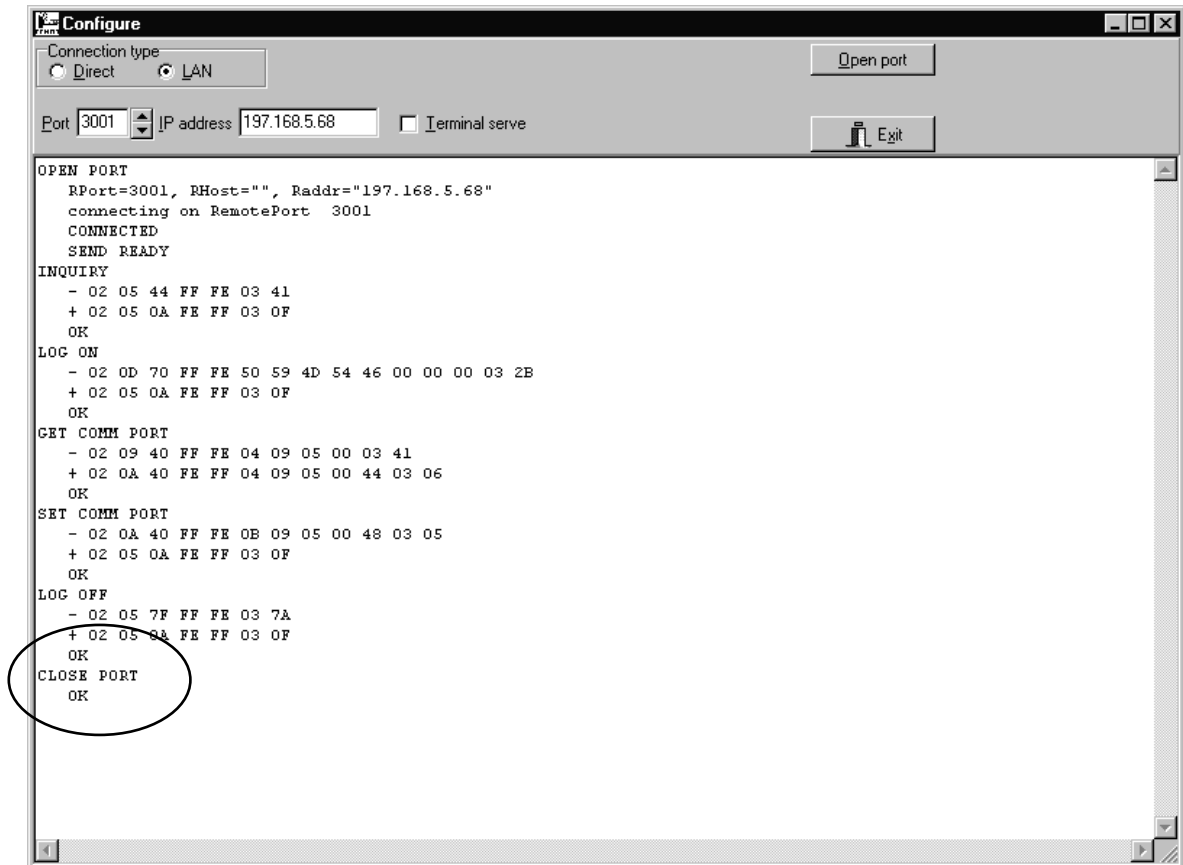 Configure
Connection type
Direct LAN
Open port
Port 3001 IP address 197.168.5.68 Terminal serve
Exit
OPEN PORT
RPort=3001, RHost="", Raddr="197.168.5.68"
connecting on RemotePort 3001
CONNECTED
SEND READY
INQUIRY
- 02 05 44 FF FE 03 41
+ 02 05 0A FE FF 03 0F
OK
LOG ON
- 02 0D 70 FF FE 50 59 4D 54 46 00 00 00 03 2B
+ 02 05 0A FE FF 03 0F
OK
GET COMM PORT
- 02 09 40 FF FE 04 09 05 00 03 41
+ 02 0A 40 FE FF 04 09 05 00 44 03 06
OK
SET COMM PORT
- 02 0A 40 FF FE 0B 09 05 00 48 03 05
+ 02 05 0A FE FF 03 0F
OK
LOG OFF
- 02 05 7F FF FE 03 7A
+ 02 05 0A FE FF 03 0F
OK
CLOSE PORT
OK